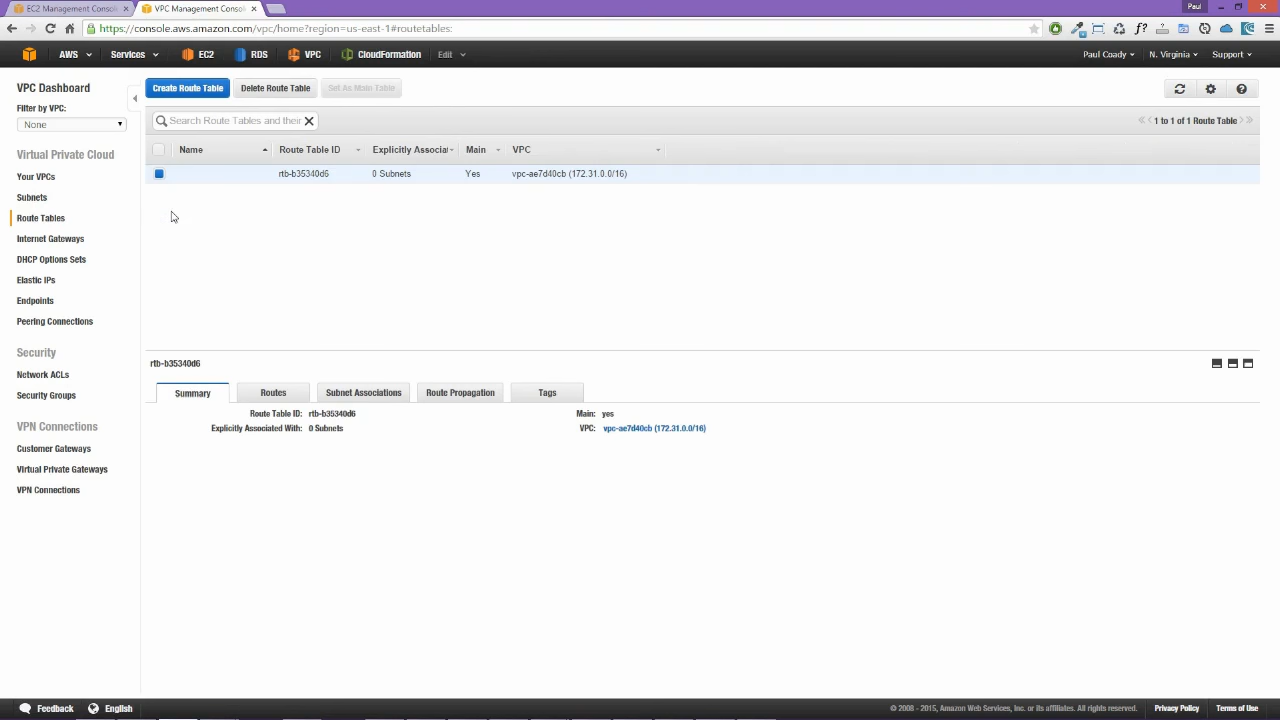 EC2 Management Console
VPC Management Consol
Paul
https://console.aws.amazon.com/vpc/home?region=us-east-1#routetables:
AWS Services EC2 RDS VPC CloudFormation Edit Paul Coady N. Virginia Support
VPC Dashboard
Filter by VPC:
None
Virtual Private Cloud
Your VPCs
Subnets
Route Tables
Internet Gateways
DHCP Options Sets
Elastic IPs
Endpoints
Peering Connections
Security
Network ACLs
Security Groups
VPN Connections
Customer Gateways
Virtual Private Gateways
VPN Connections
Create Route Table Delete Route Table Set As Main Table
Search Route Tables and their
1 to 1 of 1 Route Table
Name Route Table ID Explicitly Associat Main VPC
rtb-b35340d6 0 Subnets Yes vpc-ae7d40cb (172.31.0.0/16)
rtb-b35340d6
Summary Routes Subnet Associations Route Propagation Tags
Route Table ID: rtb-b35340d6 Main: yes
Explicitly Associated With: 0 Subnets VPC: vpc-ae7d40cb (172.31.0.0/16)
Feedback English © 2008 - 2015, Amazon Web Services, Inc. or its affiliates. All rights reserved. Privacy Policy Terms of Use